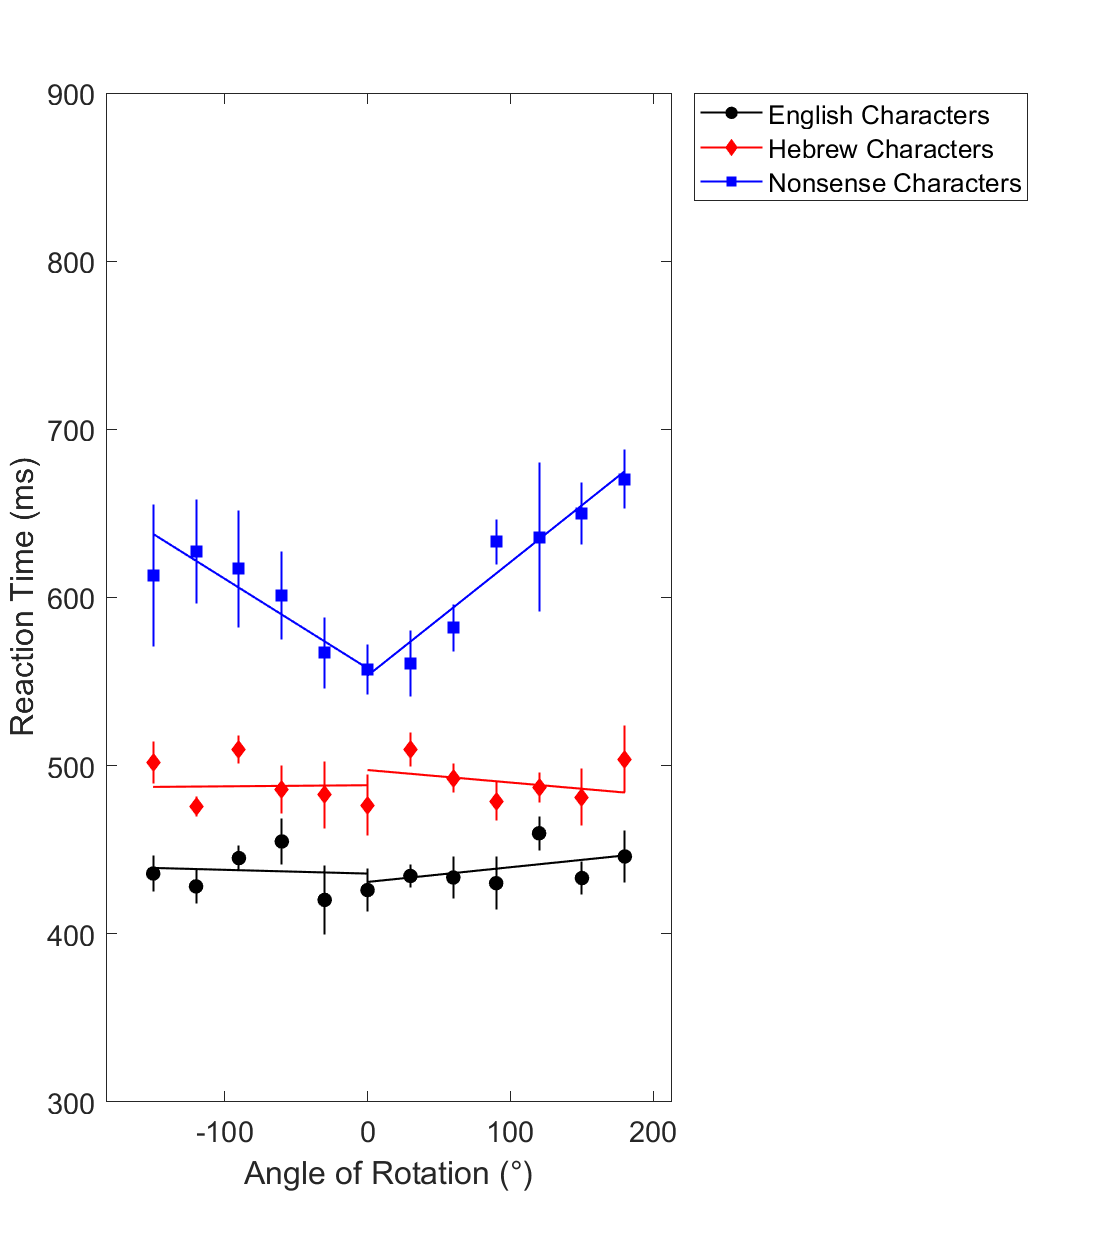 900
800
700
600
500
400
300
Reaction Time (ms)
-100
0
100
200
Angle of Rotation (°)
English Characters
Hebrew Characters
Nonsense Characters